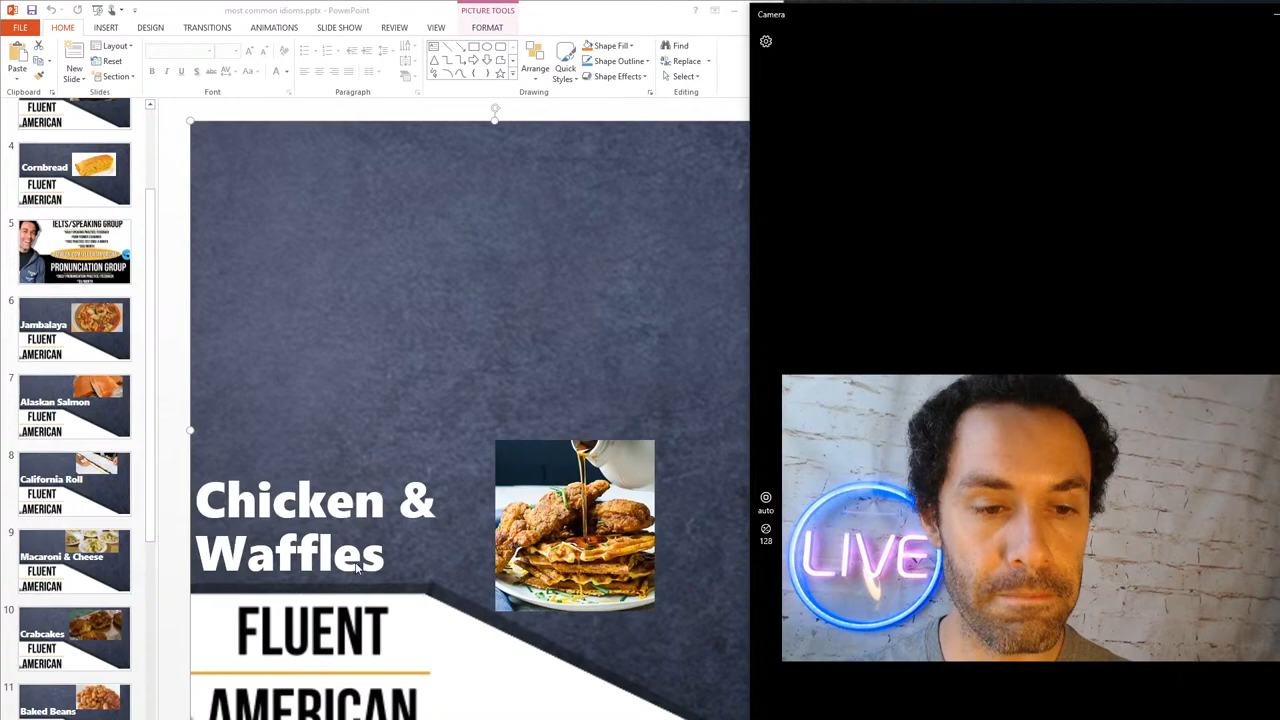 most common idioms.pptx - PowerPoint
PICTURE TOOLS
FILE HOME INSERT DESIGN TRANSITIONS ANIMATIONS SLIDE SHOW REVIEW VIEW FORMAT
Paste
Clipboard
New
Slide
Layout
Reset
Section
Slides
Font
Paragraph
Arrange
Quick
Styles
Shape Fill
Shape Outline
Shape Effects
Drawing
Find
Replace
Select
Editing
Camera
auto
128
FLUENT
AMERICAN
4
Cornbread
FLUENT
AMERICAN
5
IELTS/SPEAKING GROUP
PRONUNCIATION GROUP
6
Jambalaya
FLUENT
AMERICAN
7
Alaskan Salmon
FLUENT
AMERICAN
8
California Roll
FLUENT
AMERICAN
9
Macaroni & Cheese
FLUENT
AMERICAN
10
Crabcakes
FLUENT
AMERICAN
11
Baked Beans
Chicken &
Waffles
FLUENT
AMERICAN
LIVE